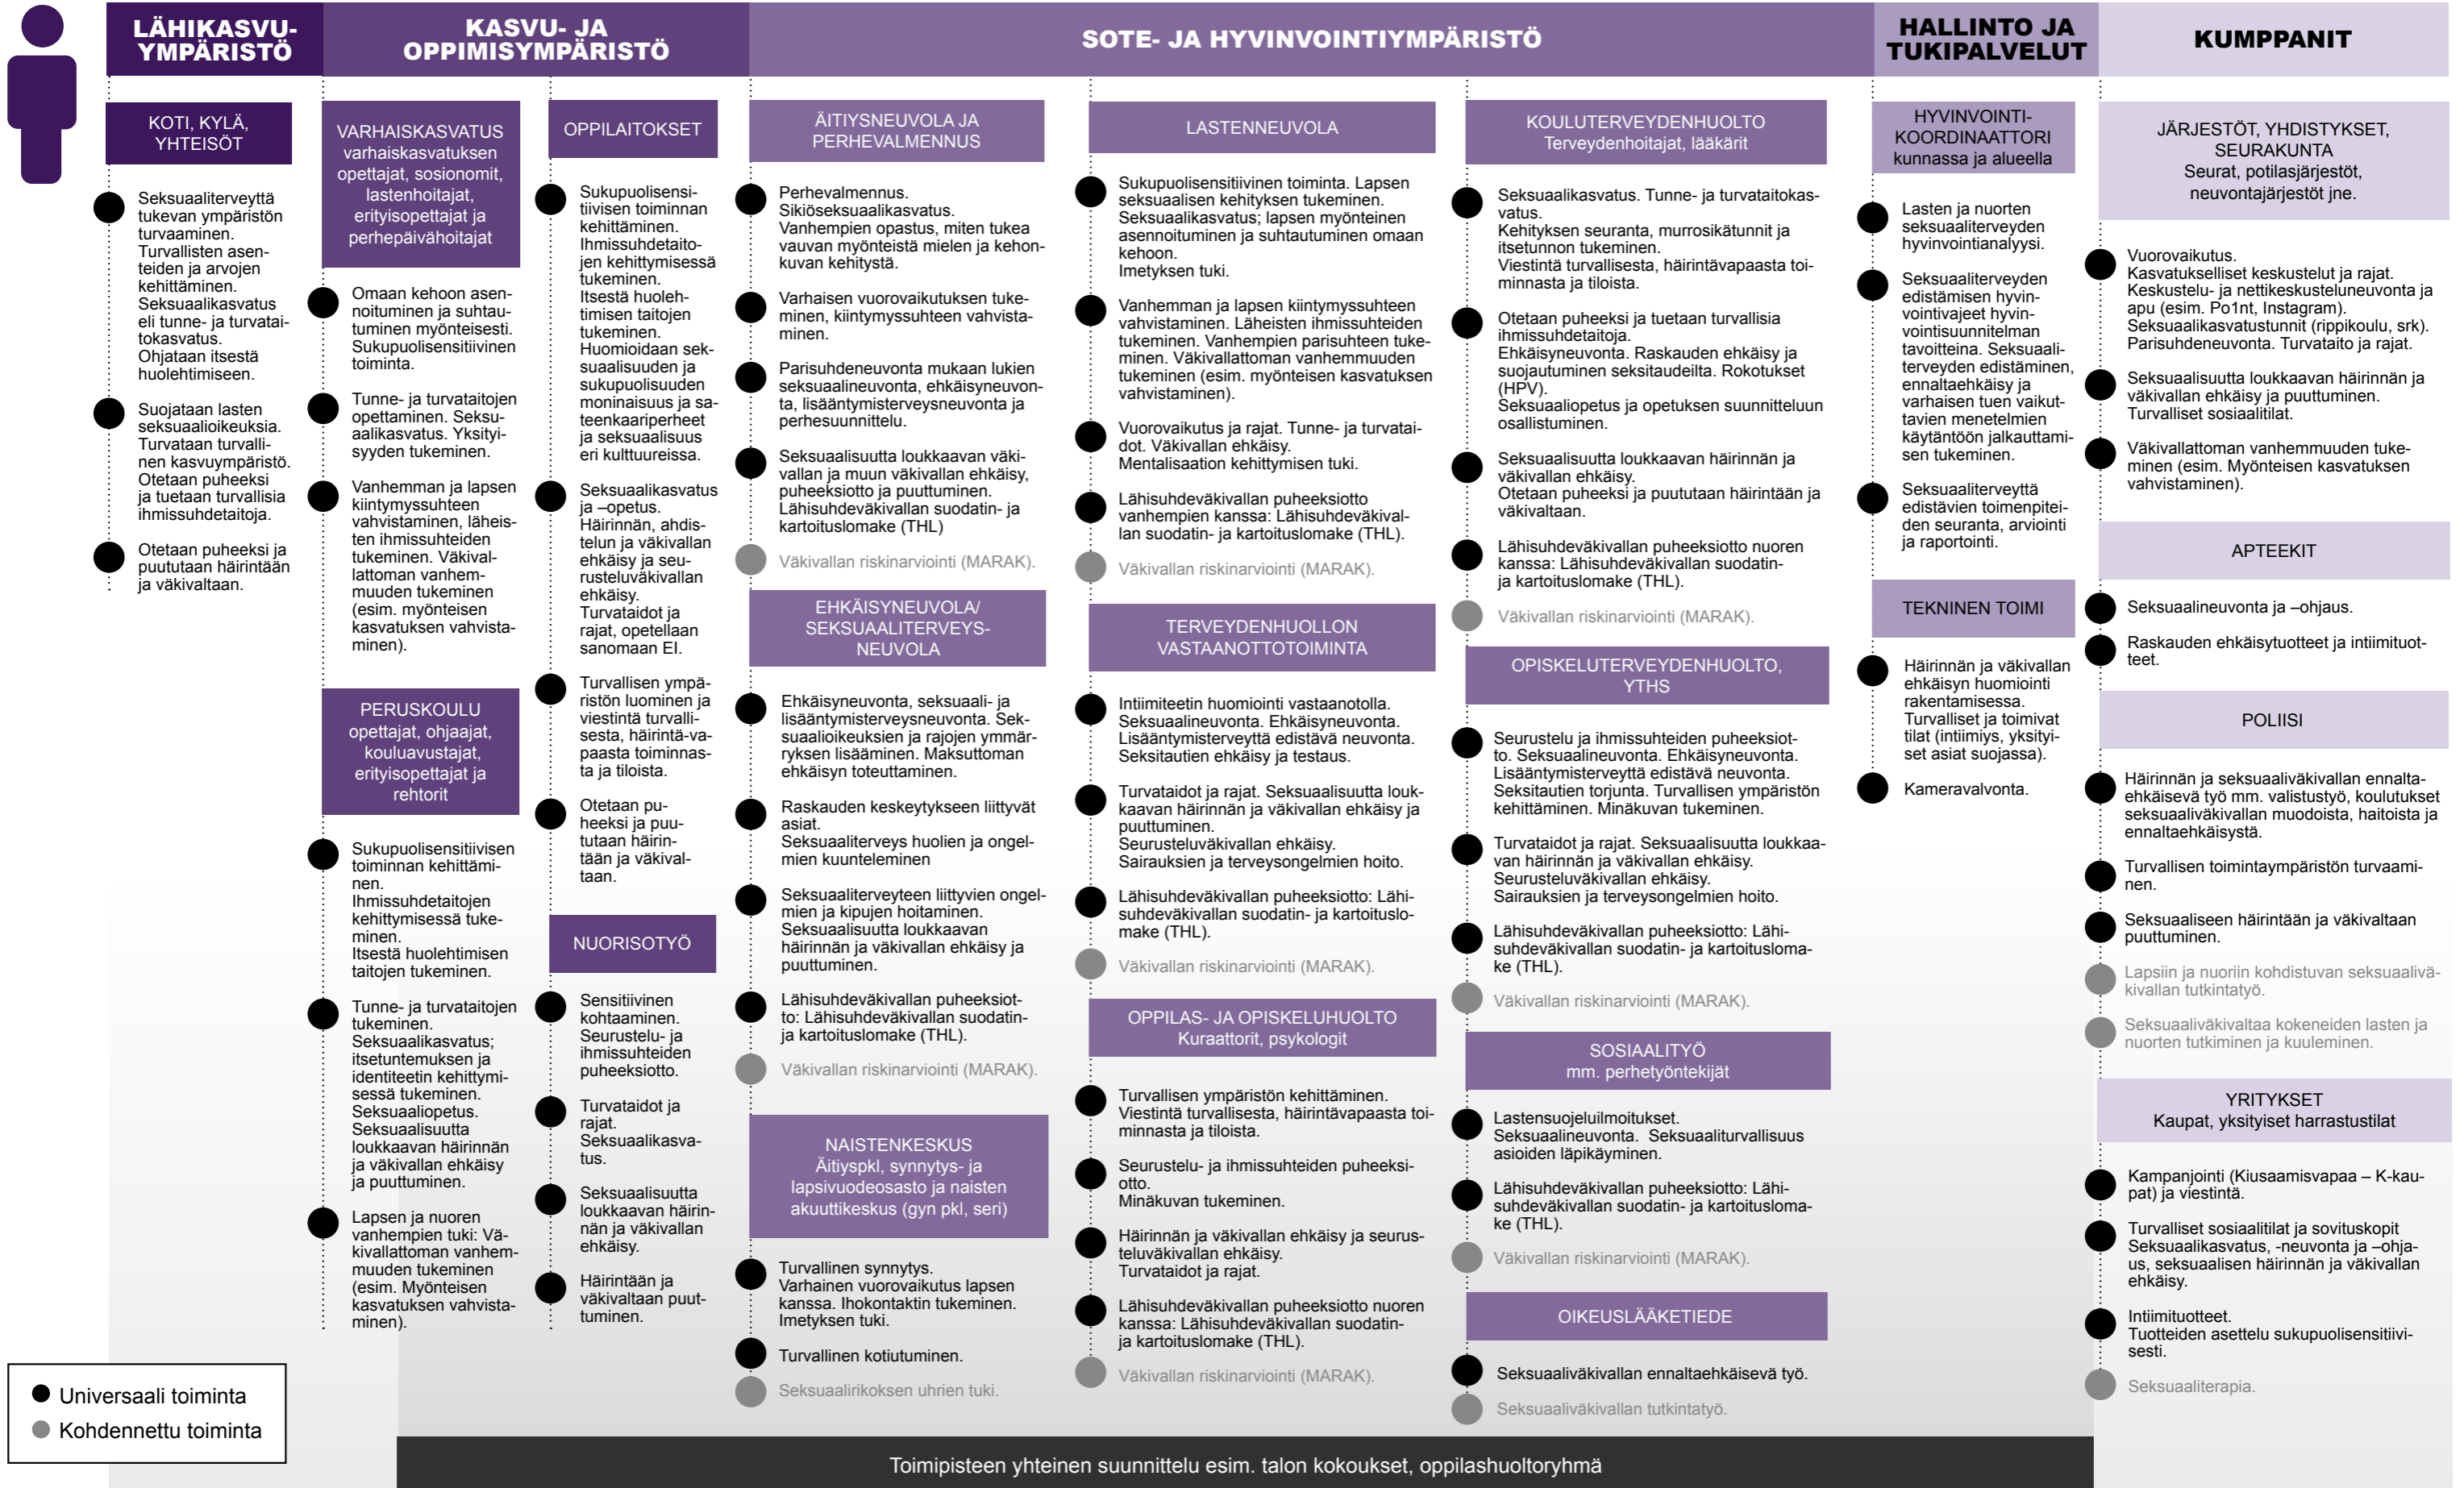 LÄHIKASVU-
YMPÄRISTÖ
KASVU- JA
OPPIMISYMPÄRISTÖ
SOTE- JA HYVINVOINTIYMPÄRISTÖ
HALLINTO JA
TUKIPALVELUT
KUMPPANIT
KOTI, KYLÄ,
YHTEISÖT
Seksuaaliterveyttä
tukevan ympäristön
turvaaminen.
Turvallisten asen-
teiden ja arvojen
kehittäminen.
Seksuaalikasvatus
eli tunne- ja turvatai-
tokasvatus.
Ohjataan itsestä
huolehtimiseen.
Suojataan lasten
seksuaalioikeuksia.
Turvataan turvalli-
nen kasvuympäristö.
Otetaan puheeksi
ja tuetaan turvallisia
ihmissuhdetaitoja.
Otetaan puheeksi ja
puututaan häirintään
ja väkivaltaan.
VARHAISKASVATUS
varhaiskasvatuksen
opettajat, sosionomit,
lastenhoitajat,
erityisopettajat ja
perhepäivähoitajat
Omaan kehoon asen-
noituminen ja suhtau-
tuminen myönteisesti.
Sukupuolisensitiivinen
toiminta.
Tunne- ja turvataitojen
opettaminen. Seksu-
aalikasvatus. Yksityi-
syyden tukeminen.
Vanhemman ja lapsen
kiintymyssuhteen
vahvistaminen, läheis-
ten ihmissuhteiden
tukeminen. Väkival-
lattoman vanhem-
muuden tukeminen
(esim. myönteisen
kasvatuksen vahvista-
minen).
PERUSKOULU
opettajat, ohjaajat,
kouluavustajat,
erityisopettajat ja
rehtorit
Sukupuolisensitiivisen
toiminnan kehittämi-
nen.
Ihmissuhdetaitojen
kehittymisessä tuke-
minen.
Itsestä huolehtimisen
taitojen tukeminen.
Tunne- ja turvataitojen
tukeminen.
Seksuaalikasvatus;
itsetuntemuksen ja
identiteetin kehittymi-
sessä tukeminen.
Seksuaaliopetus.
Seksuaalisuutta
loukkaavan häirinnän
ja väkivallan ehkäisy
ja puuttuminen.
Lapsen ja nuoren
vanhempien tuki: Vä-
kivallattoman vanhem-
muuden tukeminen
(esim. Myönteisen
kasvatuksen vahvista-
minen).
OPPILAITOKSET
Sukupuolisensi-
tiivisen toiminnan
kehittäminen.
Ihmissuhdetaito-
jen kehittymisessä
tukeminen.
Itsestä huoleh-
timisen taitojen
tukeminen.
Huomioidaan sek-
suaalisuuden ja
sukupuolisuuden
moninaisuus ja sa-
teenkaariperheet
ja seksuaalisuus
eri kulttuureissa.
Seksuaalikasvatus
ja –opetus.
Häirinnän, ahdis-
telun ja väkivallan
ehkäisy ja seu-
rusteluväkivallan
ehkäisy.
Turvataidot ja
rajat, opetellaan
sanomaan EI.
Turvallisen ympä-
ristön luominen ja
viestintä turvalli-
sesta, häirintä-va-
paasta toiminnas-
ta ja tiloista.
Otetaan pu-
heeksi ja puu-
tutaan häirin-
tään ja väkival-
taan.
NUORISOTYÖ
Sensitiivinen
kohtaaminen.
Seurustelu- ja
ihmissuhteiden
puheeksiotto.
Turvataidot ja
rajat.
Seksuaalikasva-
tus.
Seksuaalisuutta
loukkaavan häirin-
nän ja väkivallan
ehkäisy.
Häirintään ja
väkivaltaan puut-
tuminen.
ÄITIYSNEUVOLA JA
PERHEVALMENNUS
Perhevalmennus.
Sikiöseksuaalikasvatus.
Vanhempien opastus, miten tukea
vauvan myönteistä mielen ja kehon-
kuvan kehitystä.
Varhaisen vuorovaikutuksen tuke-
minen, kiintymyssuhteen vahvista-
minen.
Parisuhdeneuvonta mukaan lukien
seksuaalineuvonta, ehkäisyneuvon-
ta, lisääntymisterveysneuvonta ja
perhesuunnittelu.
Seksuaalisuutta loukkaavan väki-
vallan ja muun väkivallan ehkäisy,
puheeksiotto ja puuttuminen.
Lähisuhdeväkivallan suodatin- ja
kartoituslomake (THL)
Väkivallan riskinarviointi (MARAK).
EHKÄISYNEUVOLA/
SEKSUAALITERVEYS-
NEUVOLA
Ehkäisyneuvonta, seksuaali- ja
lisääntymisterveysneuvonta. Sek-
suaalioikeuksien ja rajojen ymmär-
ryksen lisääminen. Maksuttoman
ehkäisyn toteuttaminen.
Raskauden keskeytykseen liittyvät
asiat.
Seksuaaliterveys huolien ja ongel-
mien kuunteleminen
Seksuaaliterveyteen liittyvien ongel-
mien ja kipujen hoitaminen.
Seksuaalisuutta loukkaavan
häirinnän ja väkivallan ehkäisy ja
puuttuminen.
Lähisuhdeväkivallan puheeksiot-
to: Lähisuhdeväkivallan suodatin-
ja kartoituslomake (THL).
Väkivallan riskinarviointi (MARAK).
NAISTENKESKUS
Äitiyspkl, synnytys- ja
lapsivuodeosasto ja naisten
akuuttikeskus (gyn pkl, seri)
Turvallinen synnytys.
Varhainen vuorovaikutus lapsen
kanssa. Ihokontaktin tukeminen.
Imetyksen tuki.
Turvallinen kotiutuminen.
Seksuaalirikoksen uhrien tuki.
LASTENNEUVOLA
Sukupuolisensitiivinen toiminta. Lapsen
seksuaalisen kehityksen tukeminen.
Seksuaalikasvatus; lapsen myönteinen
asennoituminen ja suhtautuminen omaan
kehoon.
Imetyksen tuki.
Vanhemman ja lapsen kiintymyssuhteen
vahvistaminen. Läheisten ihmissuhteiden
tukeminen. Vanhempien parisuhteen tuke-
minen. Väkivallattoman vanhemmuuden
tukeminen (esim. myönteisen kasvatuksen
vahvistaminen).
Vuorovaikutus ja rajat. Tunne- ja turvatai-
dot. Väkivallan ehkäisy.
Mentalisaation kehittymisen tuki.
Lähisuhdeväkivallan puheeksiotto
vanhempien kanssa: Lähisuhdeväkival-
lan suodatin- ja kartoituslomake (THL).
Väkivallan riskinarviointi (MARAK).
TERVEYDENHUOLLON
VASTAANOTTOTOIMINTA
Intiimiteetin huomiointi vastaanotolla.
Seksuaalineuvonta. Ehkäisyneuvonta.
Lisääntymisterveyttä edistävä neuvonta.
Seksitautien ehkäisy ja testaus.
Turvataidot ja rajat. Seksuaalisuutta louk-
kaavan häirinnän ja väkivallan ehkäisy ja
puuttuminen.
Seurusteluväkivallan ehkäisy.
Sairauksien ja terveysongelmien hoito.
Lähisuhdeväkivallan puheeksiotto: Lähi-
suhdeväkivallan suodatin- ja kartoituslo-
make (THL).
Väkivallan riskinarviointi (MARAK).
OPPILAS- JA OPISKELUHUOLTO
Kuraattorit, psykologit
Turvallisen ympäristön kehittäminen.
Viestintä turvallisesta, häirintävapaasta toi-
minnasta ja tiloista.
Seurustelu- ja ihmissuhteiden puheeksi-
otto.
Minäkuvan tukeminen.
Häirinnän ja väkivallan ehkäisy ja seurus-
teluväkivallan ehkäisy.
Turvataidot ja rajat.
Lähisuhdeväkivallan puheeksiotto nuoren
kanssa: Lähisuhdeväkivallan suodatin-
ja kartoituslomake (THL).
Väkivallan riskinarviointi (MARAK).
KOULUTERVEYDENHUOLTO
Terveydenhoitajat, lääkärit
Seksuaalikasvatus. Tunne- ja turvataitokas-
vatus.
Kehityksen seuranta, murrosikätunnit ja
itsetunnon tukeminen.
Viestintä turvallisesta, häirintävapaasta toi-
minnasta ja tiloista.
Otetaan puheeksi ja tuetaan turvallisia
ihmissuhdetaitoja.
Ehkäisyneuvonta. Raskauden ehkäisy ja
suojautuminen seksitaudeilta. Rokotukset
(HPV).
Seksuaaliopetus ja opetuksen suunnitteluun
osallistuminen.
Seksuaalisuutta loukkaavan häirinnän ja
väkivallan ehkäisy.
Otetaan puheeksi ja puututaan häirintään ja
väkivaltaan.
Lähisuhdeväkivallan puheeksiotto nuoren
kanssa: Lähisuhdeväkivallan suodatin-
ja kartoituslomake (THL).
Väkivallan riskinarviointi (MARAK).
OPISKELUTERVEYDENHUOLTO,
YTHS
Seurustelu ja ihmissuhteiden puheeksiot-
to. Seksuaalineuvonta. Ehkäisyneuvonta.
Lisääntymisterveyttä edistävä neuvonta.
Seksitautien torjunta. Turvallisen ympäristön
kehittäminen. Minäkuvan tukeminen.
Turvataidot ja rajat. Seksuaalisuutta loukkaa-
van häirinnän ja väkivallan ehkäisy.
Seurusteluväkivallan ehkäisy.
Sairauksien ja terveysongelmien hoito.
Lähisuhdeväkivallan puheeksiotto: Lähi-
suhdeväkivallan suodatin- ja kartoitusloma-
ke (THL).
Väkivallan riskinarviointi (MARAK).
SOSIAALITYÖ
mm. perhetyöntekijät
Lastensuojeluilmoitukset.
Seksuaalineuvonta. Seksuaaliturvallisuus
asioiden läpikäyminen.
Lähisuhdeväkivallan puheeksiotto: Lähi-
suhdeväkivallan suodatin- ja kartoitusloma-
ke (THL).
Väkivallan riskinarviointi (MARAK).
OIKEUSLÄÄKETIEDE
Seksuaaliväkivallan ennaltaehkäisevä työ.
Seksuaaliväkivallan tutkintatyö.
HYVINVOINTI-
KOORDINAATTORI
kunnassa ja alueella
Lasten ja nuorten
seksuaaliterveyden
hyvinvointianalyysi.
Seksuaaliterveyden
edistämisen hyvin-
vointivajeet hyvin-
vointisuunnitelman
tavoitteina. Seksuaali-
terveyden edistäminen,
ennaltaehkäisy ja
varhaisen tuen vaikut-
tavien menetelmien
käytäntöön jalkauttami-
sen tukeminen.
Seksuaaliterveyttä
edistävien toimenpitei-
den seuranta, arviointi
ja raportointi.
TEKNINEN TOIMI
Häirinnän ja väkivallan
ehkäisyn huomiointi
rakentamisessa.
Turvalliset ja toimivat
tilat (intiimiys, yksityi-
set asiat suojassa).
Kameravalvonta.
JÄRJESTÖT, YHDISTYKSET,
SEURAKUNTA
Seurat, potilasjärjestöt,
neuvontajärjestöt jne.
Vuorovaikutus.
Kasvatukselliset keskustelut ja rajat.
Keskustelu- ja nettikeskusteluneuvonta ja
apu (esim. Po1nt, Instagram).
Seksuaalikasvatustunnit (rippikoulu, srk).
Parisuhdeneuvonta. Turvataito ja rajat.
Seksuaalisuutta loukkaavan häirinnän ja
väkivallan ehkäisy ja puuttuminen.
Turvalliset sosiaalitilat.
Väkivallattoman vanhemmuuden tuke-
minen (esim. Myönteisen kasvatuksen
vahvistaminen).
APTEEKIT
Seksuaalineuvonta ja –ohjaus.
Raskauden ehkäisytuotteet ja intiimituot-
teet.
POLIISI
Häirinnän ja seksuaaliväkivallan ennalta-
ehkäisevä työ mm. valistustyö, koulutukset
seksuaaliväkivallan muodoista, haitoista ja
ennaltaehkäisystä.
Turvallisen toimintaympäristön turvaami-
nen.
Seksuaaliseen häirintään ja väkivaltaan
puuttuminen.
Lapsiin ja nuoriin kohdistuvan seksuaalivä-
kivallan tutkintatyö.
Seksuaaliväkivaltaa kokeneiden lasten ja
nuorten tutkiminen ja kuuleminen.
YRITYKSET
Kaupat, yksityiset harrastustilat
Kampanjointi (Kiusaamisvapaa – K-kau-
pat) ja viestintä.
Turvalliset sosiaalitilat ja sovituskopit
Seksuaalikasvatus, -neuvonta ja –ohja-
us, seksuaalisen häirinnän ja väkivallan
ehkäisy.
Intiimituotteet.
Tuotteiden asettelu sukupuolisensitiivi-
sesti.
Seksuaaliterapia.
Universaali toiminta
Kohdennettu toiminta
Toimipisteen yhteinen suunnittelu esim. talon kokoukset, oppilashuoltoryhmä